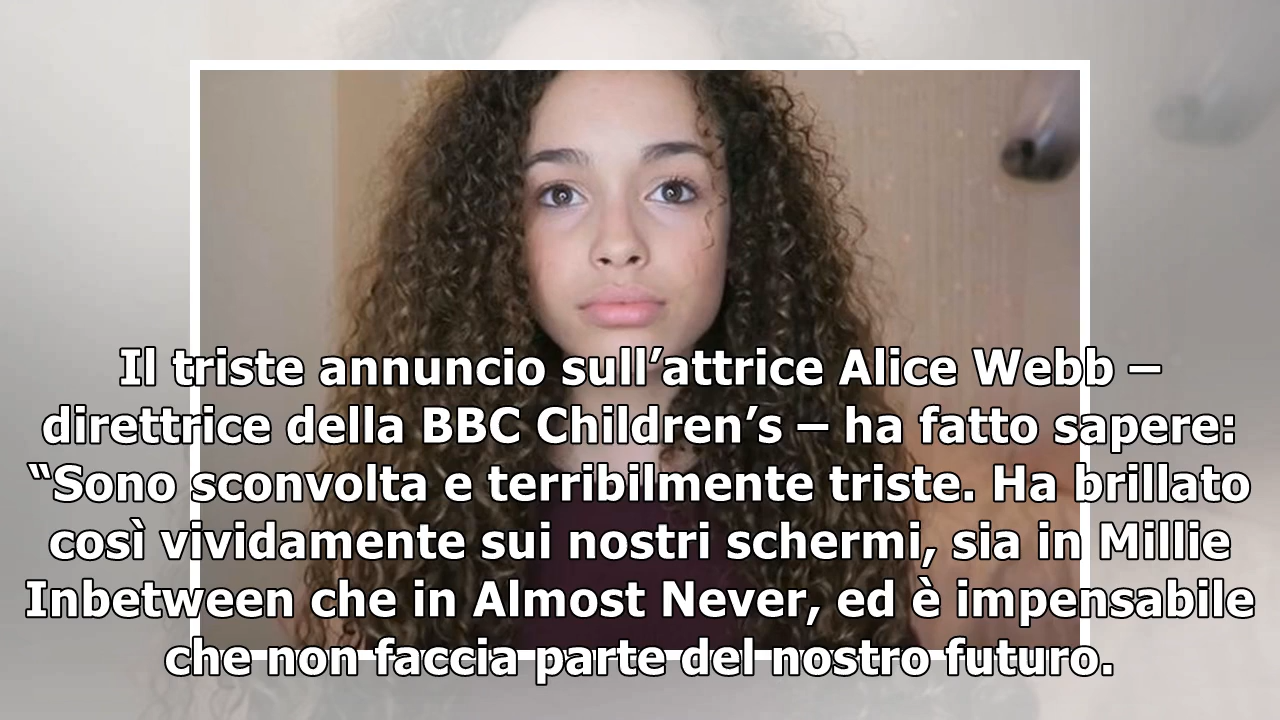 Il triste annuncio sull’attrice Alice Webb –
direttrice della BBC Children’s – ha fatto sapere:
“Sono sconvolta e terribilmente triste. Ha brillato
così vividamente sui nostri schermi, sia in Millie
Inbetween che in Almost Never, ed è impensabile
che non faccia parte del nostro futuro.